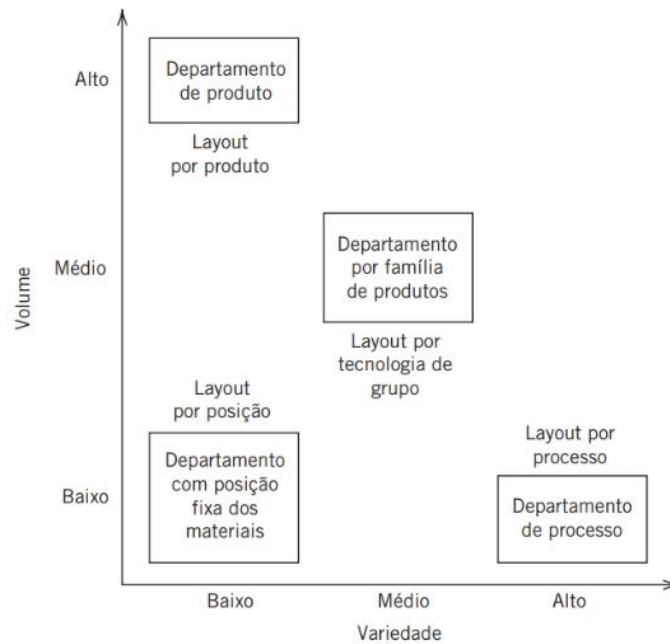 Alto
Departamento
de produto
Layout
por produto
Médio
Departamento
por família
de produtos
Layout por
tecnologia de
grupo
Volume
Layout
por posição
Departamento
com posição
fixa dos
materiais
Layout por
processo
Departamento
de processo
Baixo
Baixo
Médio
Alto
Variedade